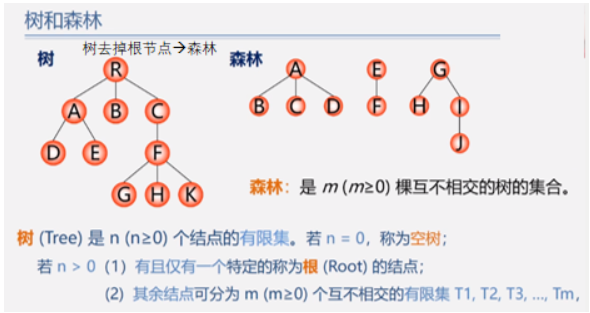 树和森林
树去掉根节点→森林
树
R
A B C
D E F
G H K
森林
A E G
B C D F H I
J
森林：是 m (m≥0) 棵互不相交的树的集合。
树 (Tree) 是 n (n≥0) 个结点的有限集。若 n = 0，称为空树；
若 n > 0（1）有且仅有一个特定的称为根 (Root) 的结点；
(2) 其余结点可分为 m (m≥0) 个互不相交的有限集 T1, T2, T3, ..., Tm,